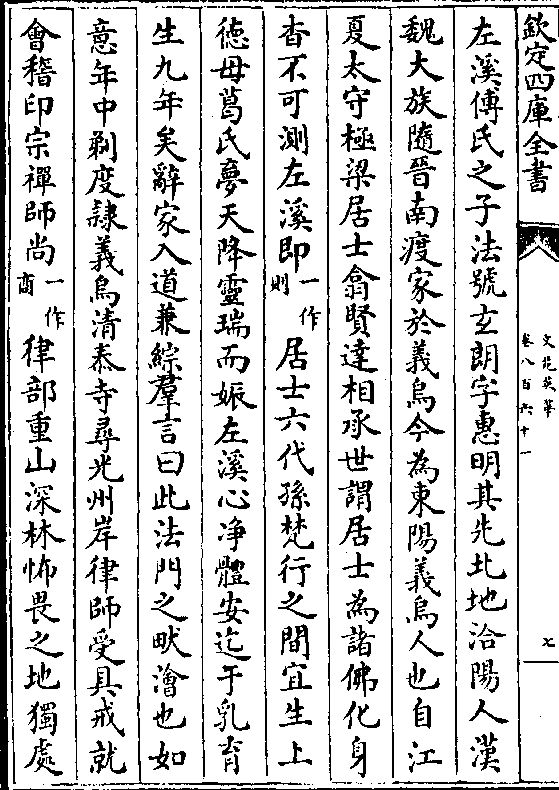 欽定四庫全書
文苑英華
卷八百六十一
七
左溪傅氏之子法號玄朗字惠明其先北地洽陽人漢
魏大族隨晉南渡家於義烏今為東陽義烏人也自江
夏太守極梁居士翕賢達相承世謂居士為諸佛化身
杳不可測左溪即一作則居士六代孫梵行之間宜生上
徳母葛氏夢天降靈瑞而娠左溪心净體安迄于乳育
生九年矣辭家入道兼綜羣言曰此法門之畎澮也如
意年中剃度隷義烏清泰寺尋光州岸律師受具戒就
會稽印宗禪師尚一作商律部重山深林怖畏之地獨處